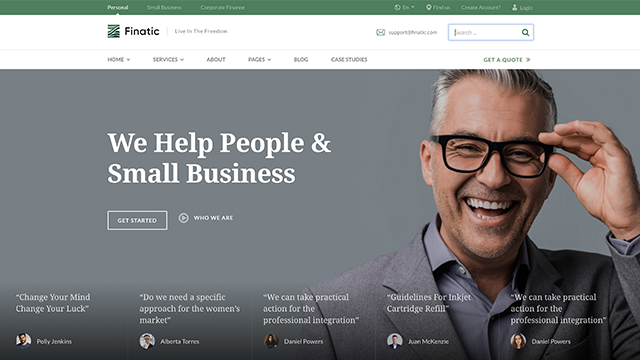 Personal Small Business Corporate Finance En Find us Create Account? Login
Finatic Live In The Freedom support@finatic.com Search ...
HOME SERVICES ABOUT PAGES BLOG CASE STUDIES GET A QUOTE
We Help People &
Small Business
GET STARTED WHO WE ARE
“Change Your Mind
Change Your Luck”
Polly Jenkins
“Do we need a specific
approach for the women’s
market”
Alberta Torres
“We can take practical
action for the
professional integration”
Daniel Powers
“Guidelines For Inkjet
Cartridge Refill”
Juan McKenzie
“We can take practical
action for the
professional integration”
Daniel Powers